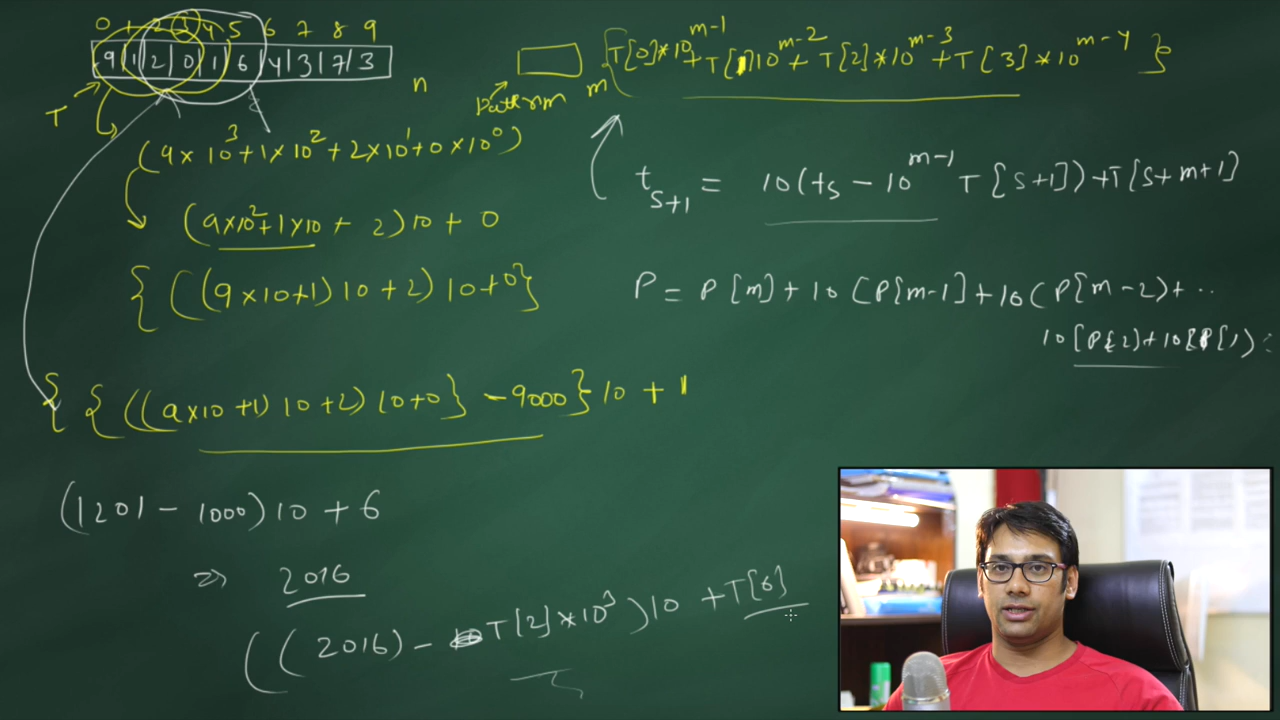 0 1 2 3 4 5 6 7 8 9
9 1 2 0 1 6 4 3 7 3
T
n
Pattern m
{T[0]*10^{m-1}+T[1]10^{m-2}+T[2]*10^{m-3}+T[3]*10^{m-4}}
(9×10^3+1×10^2+2×10^1+0×10^0)
t_{S+1} = 10(ts-10^{m-1} T[S+1])+T[S+m+1]
(9×10^2+1×10+2)10+0
{((9×10+1)10+2)10+0}
P = P[m]+10(P[m-1]+10(P[m-2)+..
10[P[2)+10[P[1)
{{((9×10+1)10+2)10+0}-9000}10+1
(1201-1000)10+6
=> 2016
((2016)-T[2]*10^3)10+T[6]